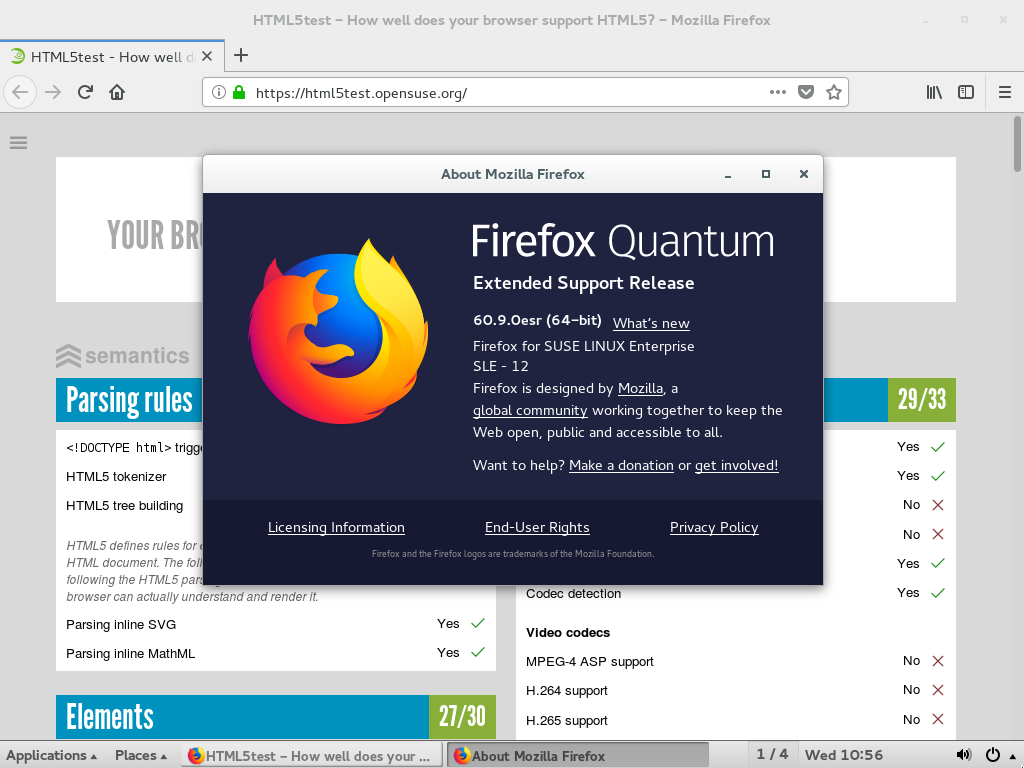 HTML5test – How well does your browser support HTML5? – Mozilla Firefox
HTML5test - How well d
https://html5test.opensuse.org/
YOUR BRO
About Mozilla Firefox
Firefox Quantum
Extended Support Release
60.9.0esr (64-bit) What's new
Firefox for SUSE LINUX Enterprise
SLE - 12
Firefox is designed by Mozilla, a
global community working together to keep the
Web open, public and accessible to all.
Want to help? Make a donation or get involved!
Licensing Information End-User Rights Privacy Policy
Firefox and the Firefox logos are trademarks of the Mozilla Foundation.
semantics
Parsing rules
<!DOCTYPE html> trigge
HTML5 tokenizer
HTML5 tree building
HTML5 defines rules for e
HTML document. The foll
following the HTML5 pars
browser can actually understand and render it.
Parsing inline SVG Yes
Parsing inline MathML Yes
Elements 27/30
29/33
Yes
Yes
No
No
Yes
Codec detection Yes
Video codecs
MPEG-4 ASP support No
H.264 support No
H.265 support No
Applications Places HTML5test – How well does your ... About Mozilla Firefox 1 / 4 Wed 10:56